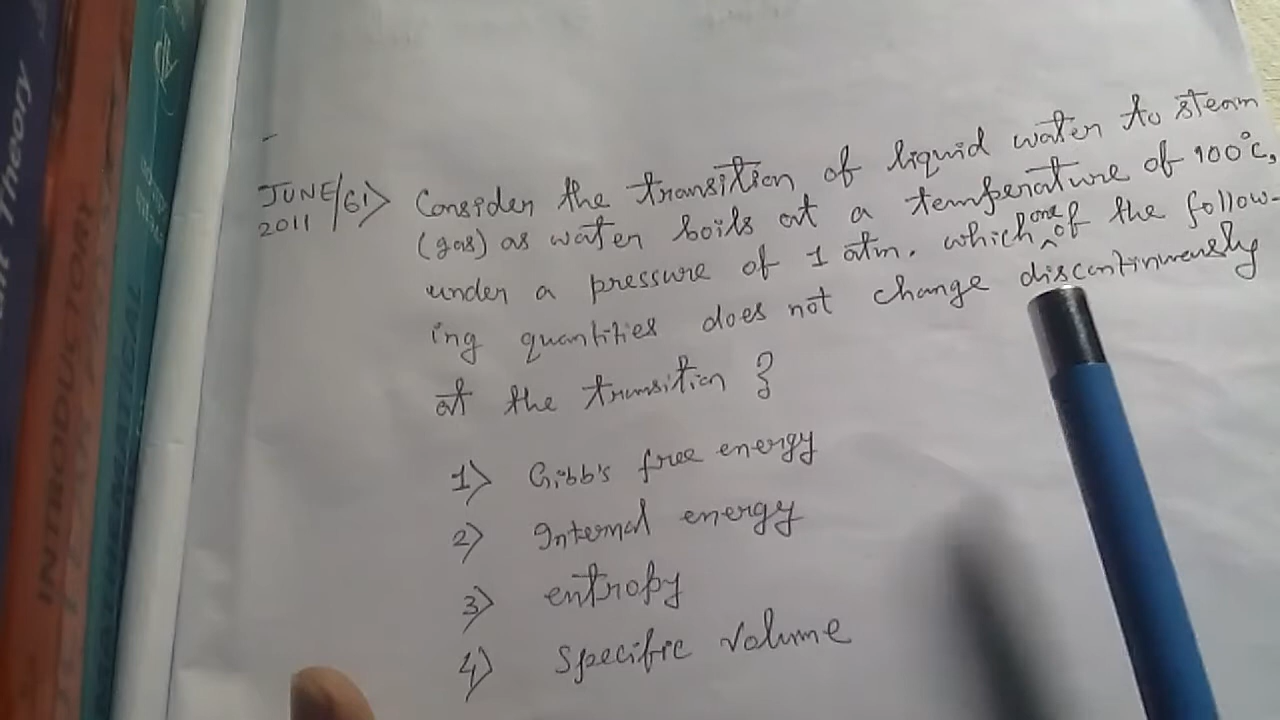 Theory
INTRODUCTORY
JUNE/61>
2011
Consider the transition of liquid water to steam
(gas) as water boils at a temperature of 100°C,
under a pressure of 1 atm. which one of the follow-
ing quantities does not change discontinuously
at the transition ?
1> Gibb's free energy
2> Internal energy
3> entropy
4> Specific volume